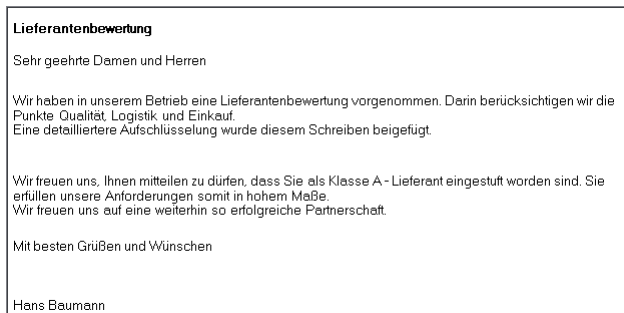 Lieferantenbewertung
Sehr geehrte Damen und Herren
Wir haben in unserem Betrieb eine Lieferantenbewertung vorgenommen. Darin berücksichtigen wir die
Punkte Qualität, Logistik und Einkauf.
Eine detailliertere Aufschlüsselung wurde diesem Schreiben beigefügt.
Wir freuen uns, Ihnen mitteilen zu dürfen, dass Sie als Klasse A - Lieferant eingestuft worden sind. Sie
erfüllen unsere Anforderungen somit in hohem Maße.
Wir freuen uns auf eine weiterhin so erfolgreiche Partnerschaft.
Mit besten Grüßen und Wünschen
Hans Baumann